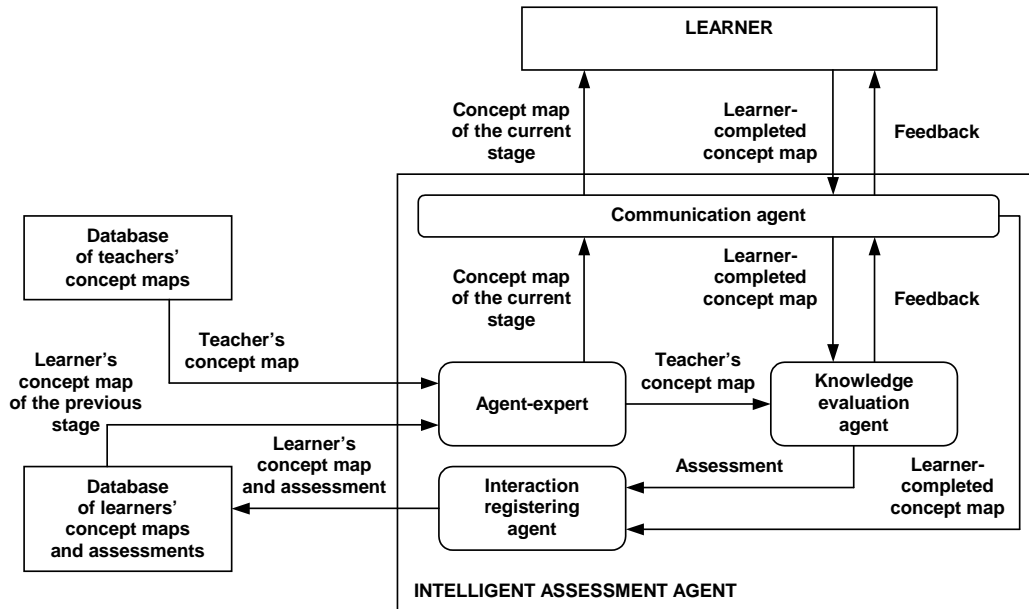 LEARNER
Concept map
of the current
stage
Learner-
completed
concept map
Feedback
Communication agent
Database
of teachers'
concept maps
Concept map
of the current
stage
Learner-
completed
concept map
Feedback
Teacher's
concept map
Learner's
concept map
of the previous
stage
Agent-expert
Teacher's
concept map
Knowledge
evaluation
agent
Learner's
concept map
and assessment
Assessment
Learner-
completed
concept map
Database
of learners'
concept maps
and assessments
Interaction
registering
agent
INTELLIGENT ASSESSMENT AGENT